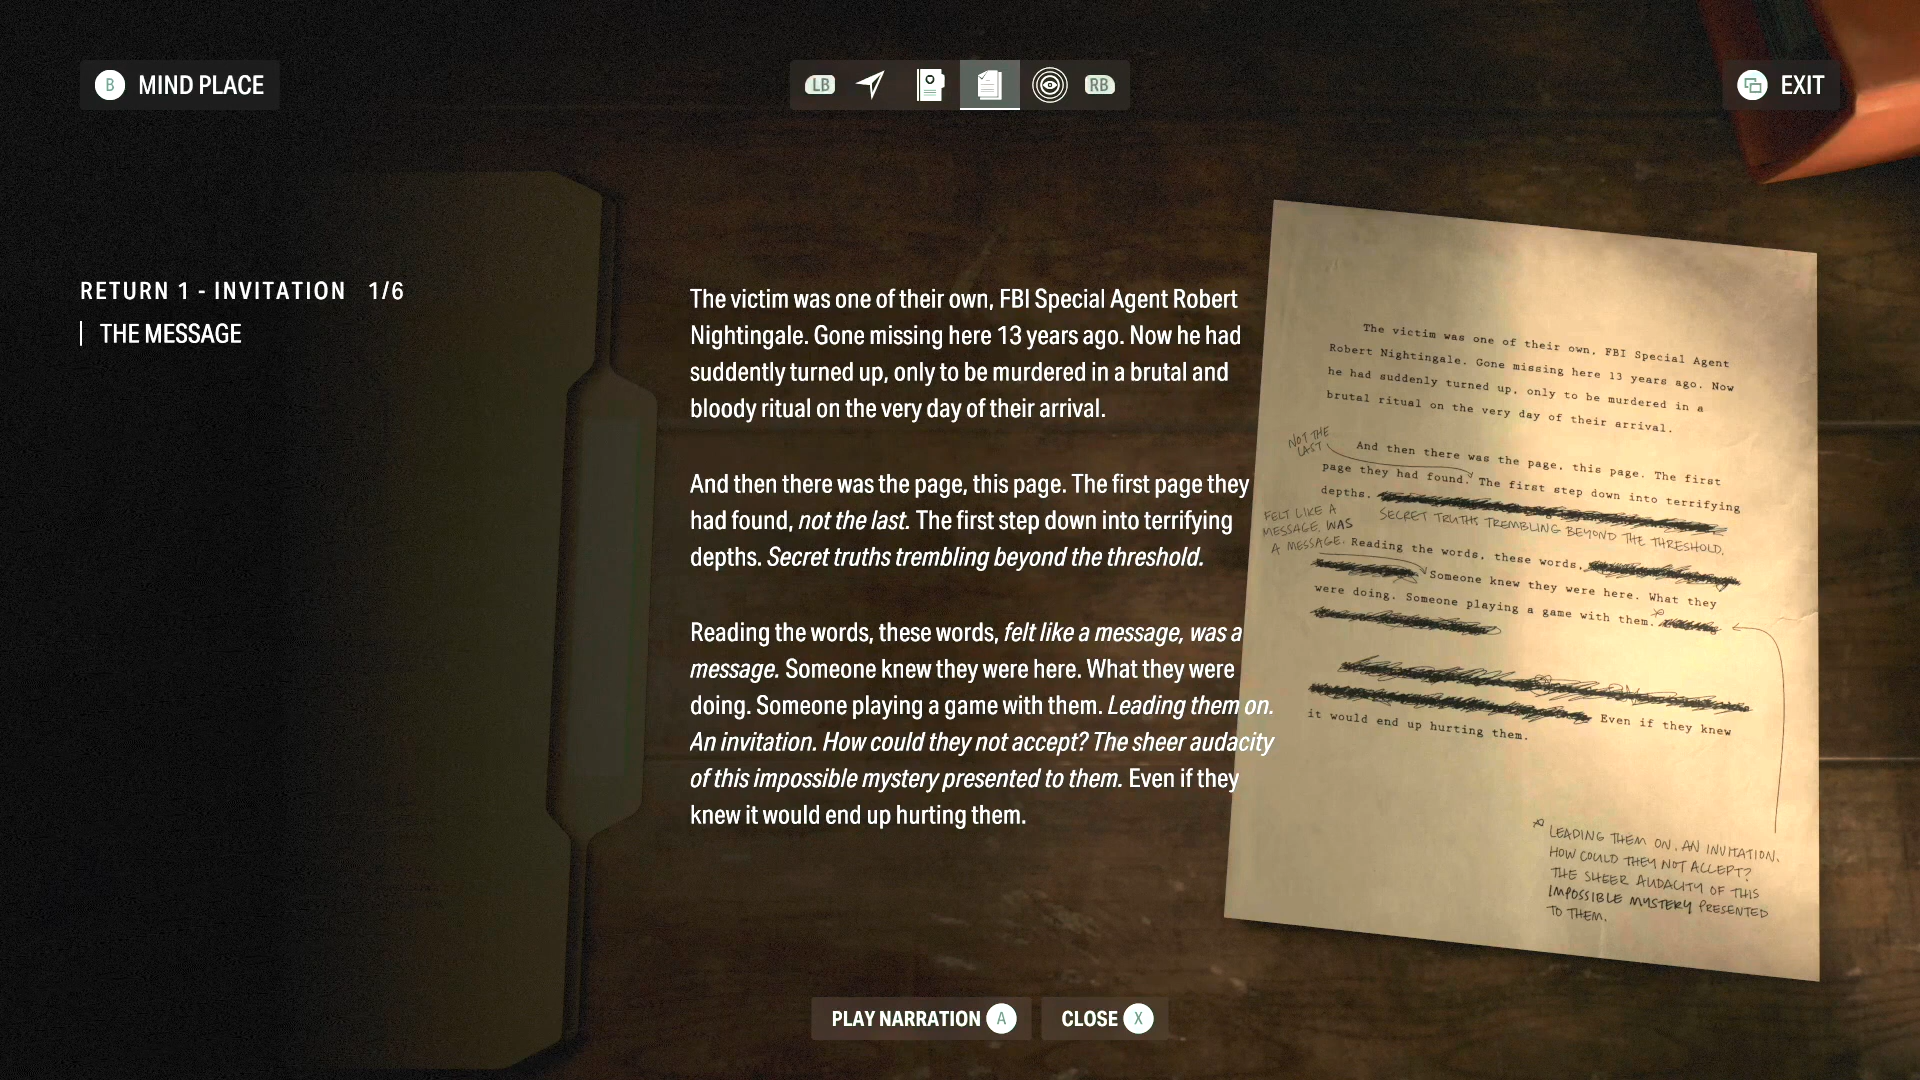 B MIND PLACE
LB
RB
EXIT
RETURN 1 - INVITATION 1/6
THE MESSAGE
The victim was one of their own, FBI Special Agent Robert
Nightingale. Gone missing here 13 years ago. Now he had
suddenly turned up, only to be murdered in a brutal and
bloody ritual on the very day of their arrival.
And then there was the page, this page. The first page they
had found, not the last. The first step down into terrifying
depths. Secret truths trembling beyond the threshold.
Reading the words, these words, felt like a message, was a
message. Someone knew they were here. What they were
doing. Someone playing a game with them. Leading them on.
An invitation. How could they not accept? The sheer audacity
of this impossible mystery presented to them. Even if they
knew it would end up hurting them.
The victim was one of their own, FBI Special Agent
Robert Nightingale. Gone missing here 13 years ago. Now
he had suddenly turned up, only to be murdered in a
brutal ritual on the very day of their arrival.
NOT THE
LAST
And then there was the page, this page. The first
page they had found. The first step down into terrifying
depths.
SECRET TRUTHS TREMBLING BEYOND THE THRESHOLD.
FELT LIKE A
MESSAGE, WAS
A MESSAGE.
Reading the words, these words,
Someone knew they were here. What they
were doing. Someone playing a game with them.
Even if they knew
it would end up hurting them.
LEADING THEM ON. AN INVITATION.
HOW COULD THEY NOT ACCEPT?
THE SHEER AUDACITY OF THIS
IMPOSSIBLE MYSTERY PRESENTED
TO THEM.
PLAY NARRATION A
CLOSE X